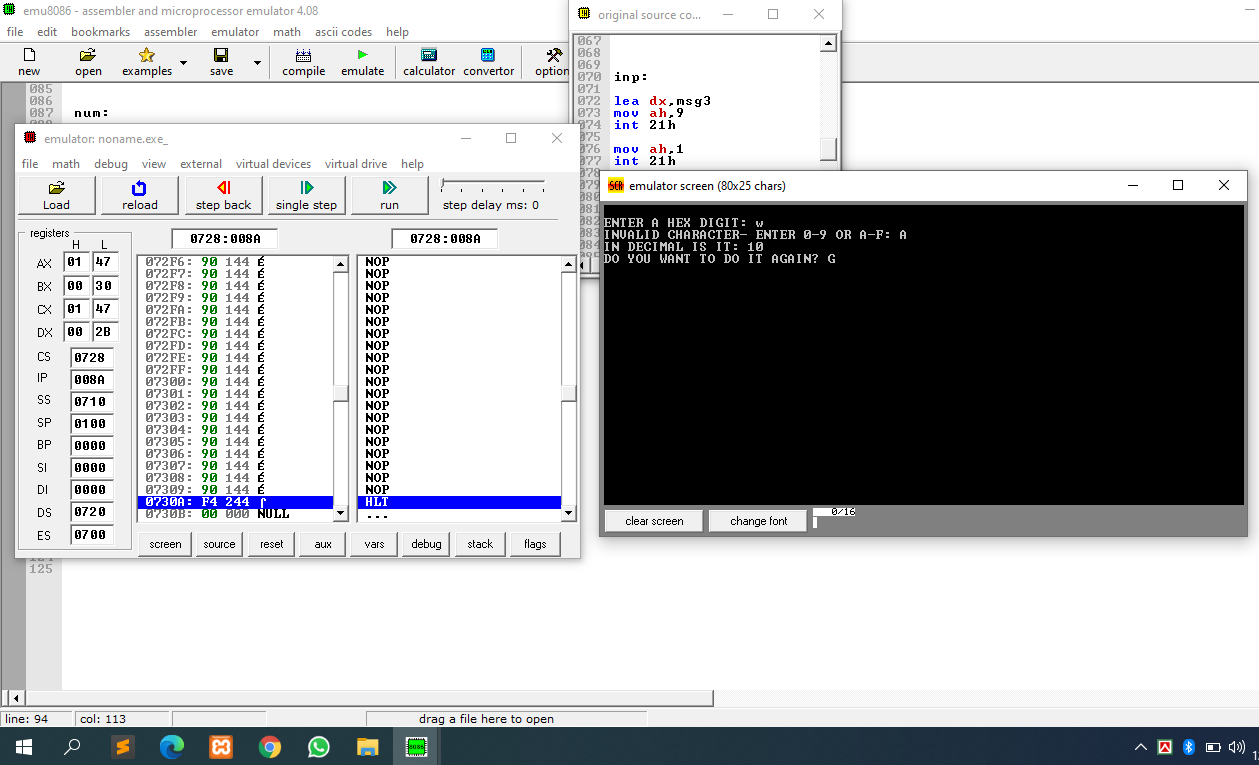 emu8086 - assembler and microprocessor emulator 4.08
file edit bookmarks assembler emulator math ascii codes help
new open examples save compile emulate calculator convertor option
085
086
087 num:
original source co...
067
068
069
070 inp:
071
072 lea dx,msg3
073 mov ah,9
074 int 21h
075
076 mov ah,1
077 int 21h
078
079
080
081
082
083
084
085
emulator: noname.exe_
file math debug view external virtual devices virtual drive help
Load reload step back single step run step delay ms: 0
registers
H L
AX 01 47
BX 00 30
CX 01 47
DX 00 2B
CS 0728
IP 008A
SS 0710
SP 0100
BP 0000
SI 0000
DI 0000
DS 0720
ES 0700
0728:008A 0728:008A
072F6: 90 144 É NOP
072F7: 90 144 É NOP
072F8: 90 144 É NOP
072F9: 90 144 É NOP
072FA: 90 144 É NOP
072FB: 90 144 É NOP
072FC: 90 144 É NOP
072FD: 90 144 É NOP
072FE: 90 144 É NOP
072FF: 90 144 É NOP
07300: 90 144 É NOP
07301: 90 144 É NOP
07302: 90 144 É NOP
07303: 90 144 É NOP
07304: 90 144 É NOP
07305: 90 144 É NOP
07306: 90 144 É NOP
07307: 90 144 É NOP
07308: 90 144 É NOP
07309: 90 144 É NOP
0730A: F4 244 ⌠ HLT
0730B: 00 000 NULL ...
screen source reset aux vars debug stack flags
SCR emulator screen (80x25 chars)
ENTER A HEX DIGIT: w
INVALID CHARACTER- ENTER 0-9 OR A-F: A
IN DECIMAL IS IT: 10
DO YOU WANT TO DO IT AGAIN? G
clear screen change font 0/16
125
line: 94 col: 113 drag a file here to open
8086